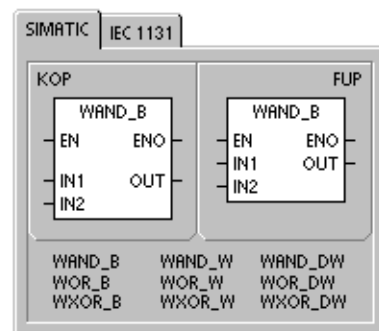 SIMATIC IEC 1131
KOP FUP
WAND_B WAND_B
EN ENO EN ENO
IN1 OUT IN1 OUT
IN2 IN2
WAND_B WAND_W WAND_DW
WOR_B WOR_W WOR_DW
WXOR_B WXOR_W WXOR_DW